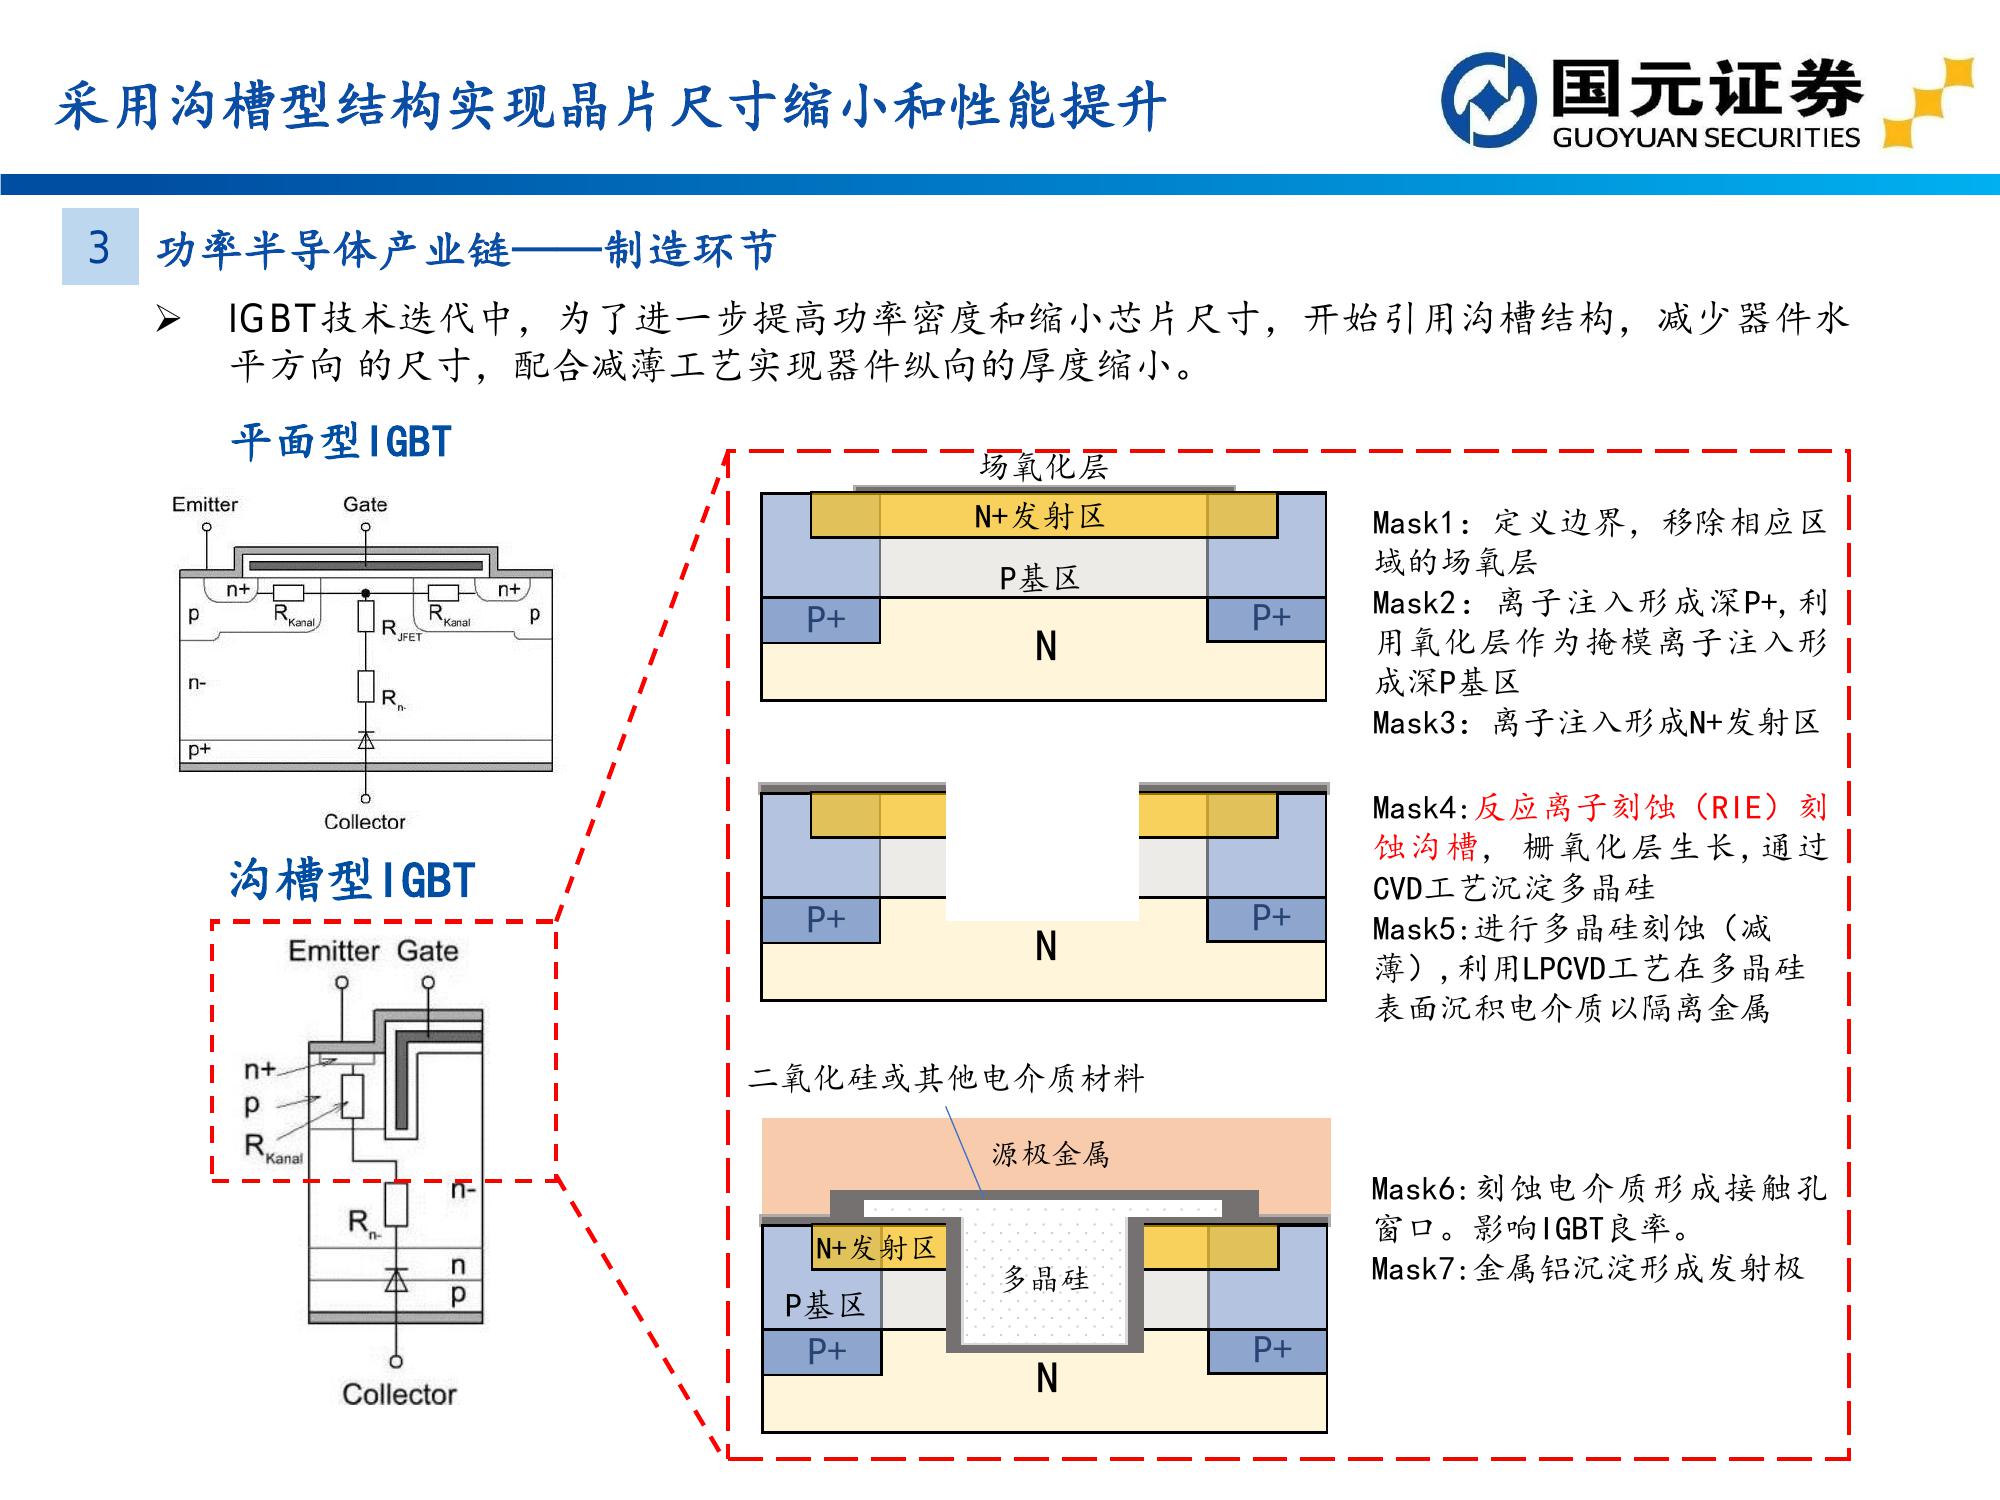 采用沟槽型结构实现晶片尺寸缩小和性能提升
国元证券
GUOYUAN SECURITIES
3
功率半导体产业链——制造环节
➢ IGBT技术迭代中，为了进一步提高功率密度和缩小芯片尺寸，开始引用沟槽结构，减少器件水
平方向 的尺寸，配合减薄工艺实现器件纵向的厚度缩小。
平面型IGBT
Emitter
Gate
n+
n+
p
RKanal
RKanal
p
RJFET
n-
Rn-
p+
Collector
沟槽型IGBT
Emitter Gate
n+
p
RKanal
n-
Rn-
n
p
Collector
场氧化层
N+发射区
P基区
P+
P+
N
Mask1：定义边界，移除相应区
域的场氧层
Mask2：离子注入形成深P+,利
用氧化层作为掩模离子注入形
成深P基区
Mask3：离子注入形成N+发射区
P+
P+
N
Mask4:反应离子刻蚀（RIE）刻
蚀沟槽， 栅氧化层生长,通过
CVD工艺沉淀多晶硅
Mask5:进行多晶硅刻蚀（减
薄）,利用LPCVD工艺在多晶硅
表面沉积电介质以隔离金属
二氧化硅或其他电介质材料
源极金属
N+发射区
多晶硅
P基区
P+
P+
N
Mask6:刻蚀电介质形成接触孔
窗口。影响IGBT良率。
Mask7:金属铝沉淀形成发射极